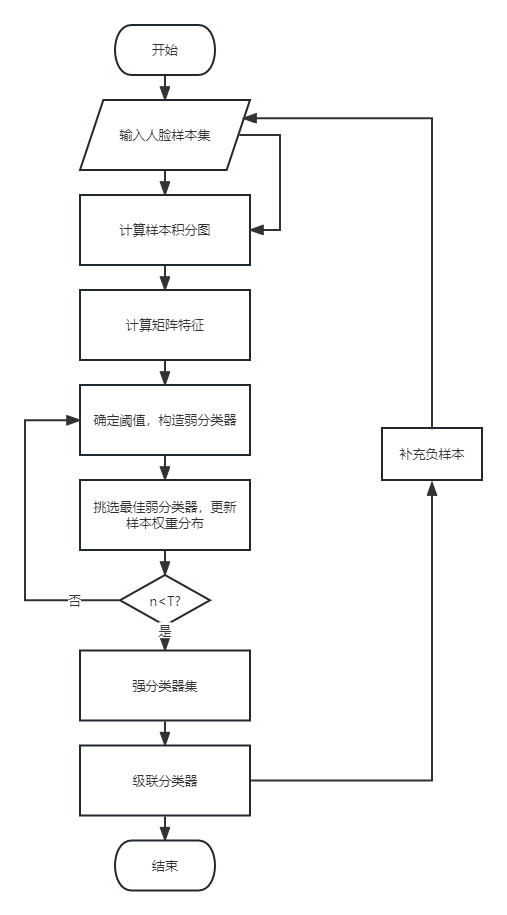 开始
输入人脸样本集
计算样本积分图
计算矩阵特征
确定阈值，构造弱分类器
补充负样本
挑选最佳弱分类器，更新
样本权重分布
n<T?
否
是
强分类器集
级联分类器
结束